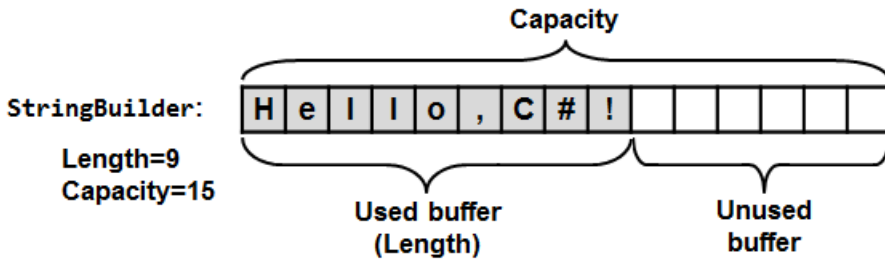 Capacity
StringBuilder: H e l l o , C # !
Length=9
Capacity=15
Used buffer
(Length)
Unused
buffer